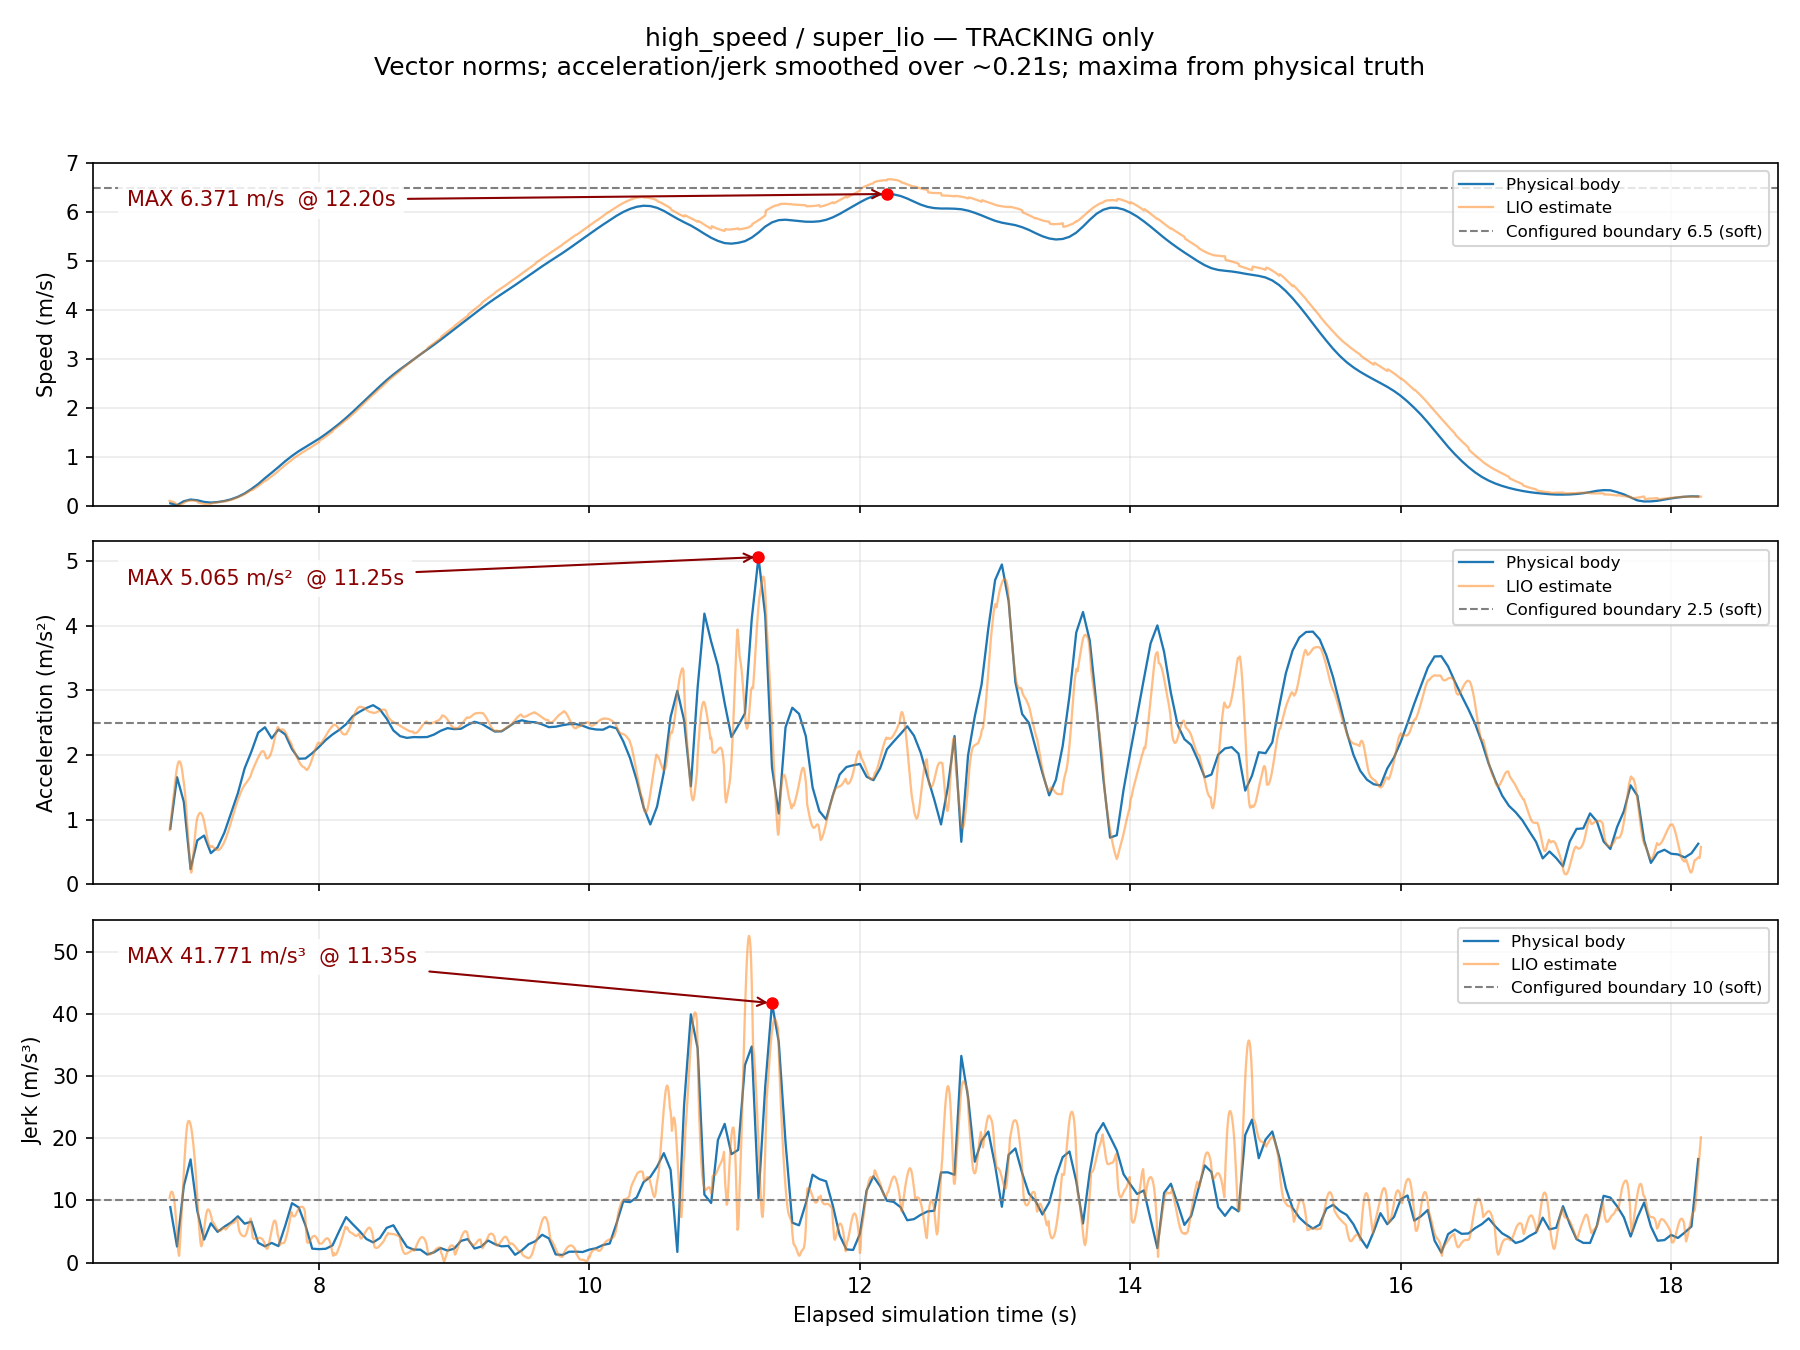 high_speed / super_lio — TRACKING only
Vector norms; acceleration/jerk smoothed over ~0.21s; maxima from physical truth
7
6
5
4
3
2
1
0
Speed (m/s)
MAX 6.371 m/s  @ 12.20s
Physical body
LIO estimate
Configured boundary 6.5 (soft)
5
4
3
2
1
0
Acceleration (m/s²)
MAX 5.065 m/s²  @ 11.25s
Physical body
LIO estimate
Configured boundary 2.5 (soft)
50
40
30
20
10
0
Jerk (m/s³)
MAX 41.771 m/s³  @ 11.35s
Physical body
LIO estimate
Configured boundary 10 (soft)
8 10 12 14 16 18
Elapsed simulation time (s)